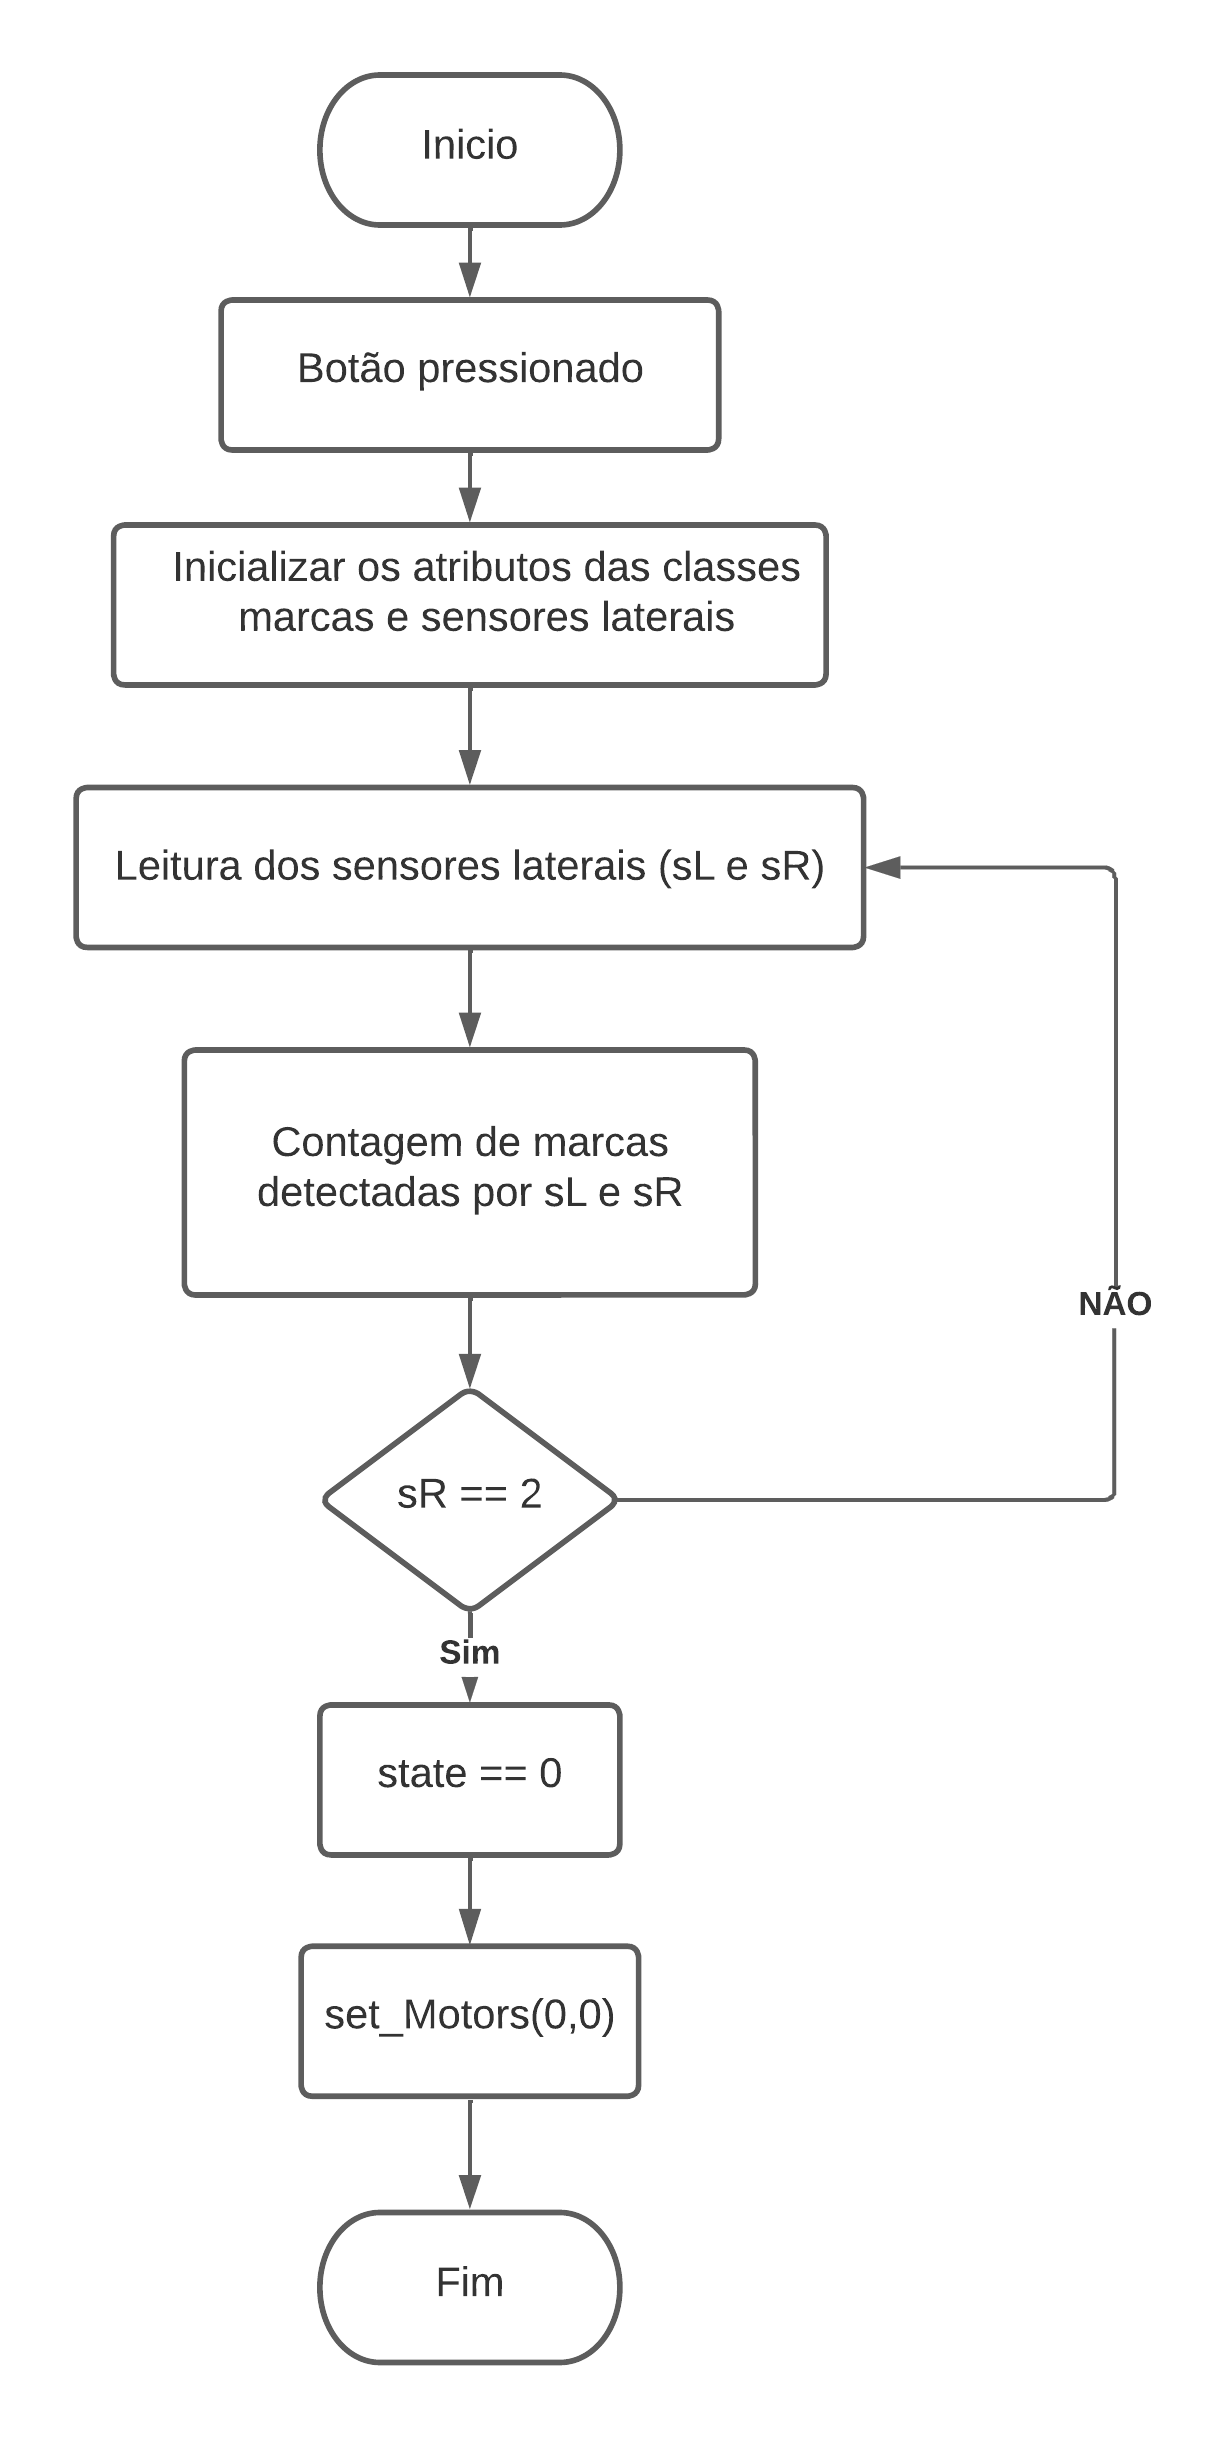 Inicio
Botão pressionado
Inicializar os atributos das classes
marcas e sensores laterais
Leitura dos sensores laterais (sL e sR)
Contagem de marcas
detectadas por sL e sR
NÃO
sR == 2
Sim
state == 0
set_Motors(0,0)
Fim